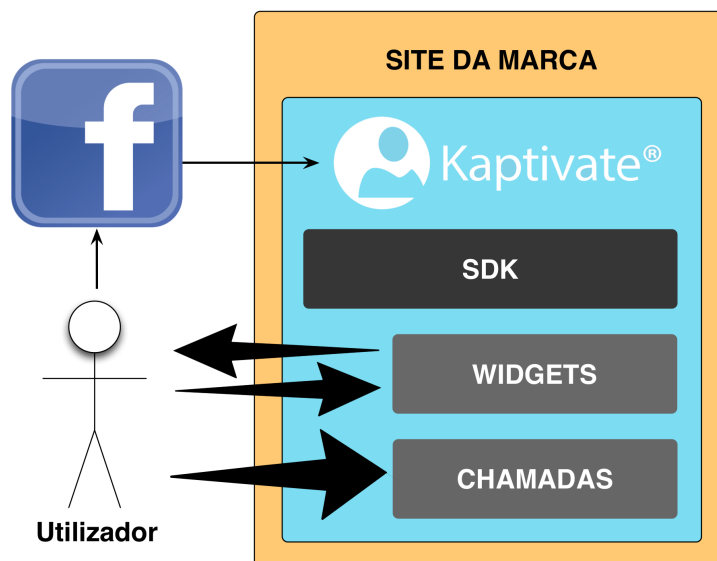 SITE DA MARCA
f
Kaptivate®
SDK
WIDGETS
CHAMADAS
Utilizador